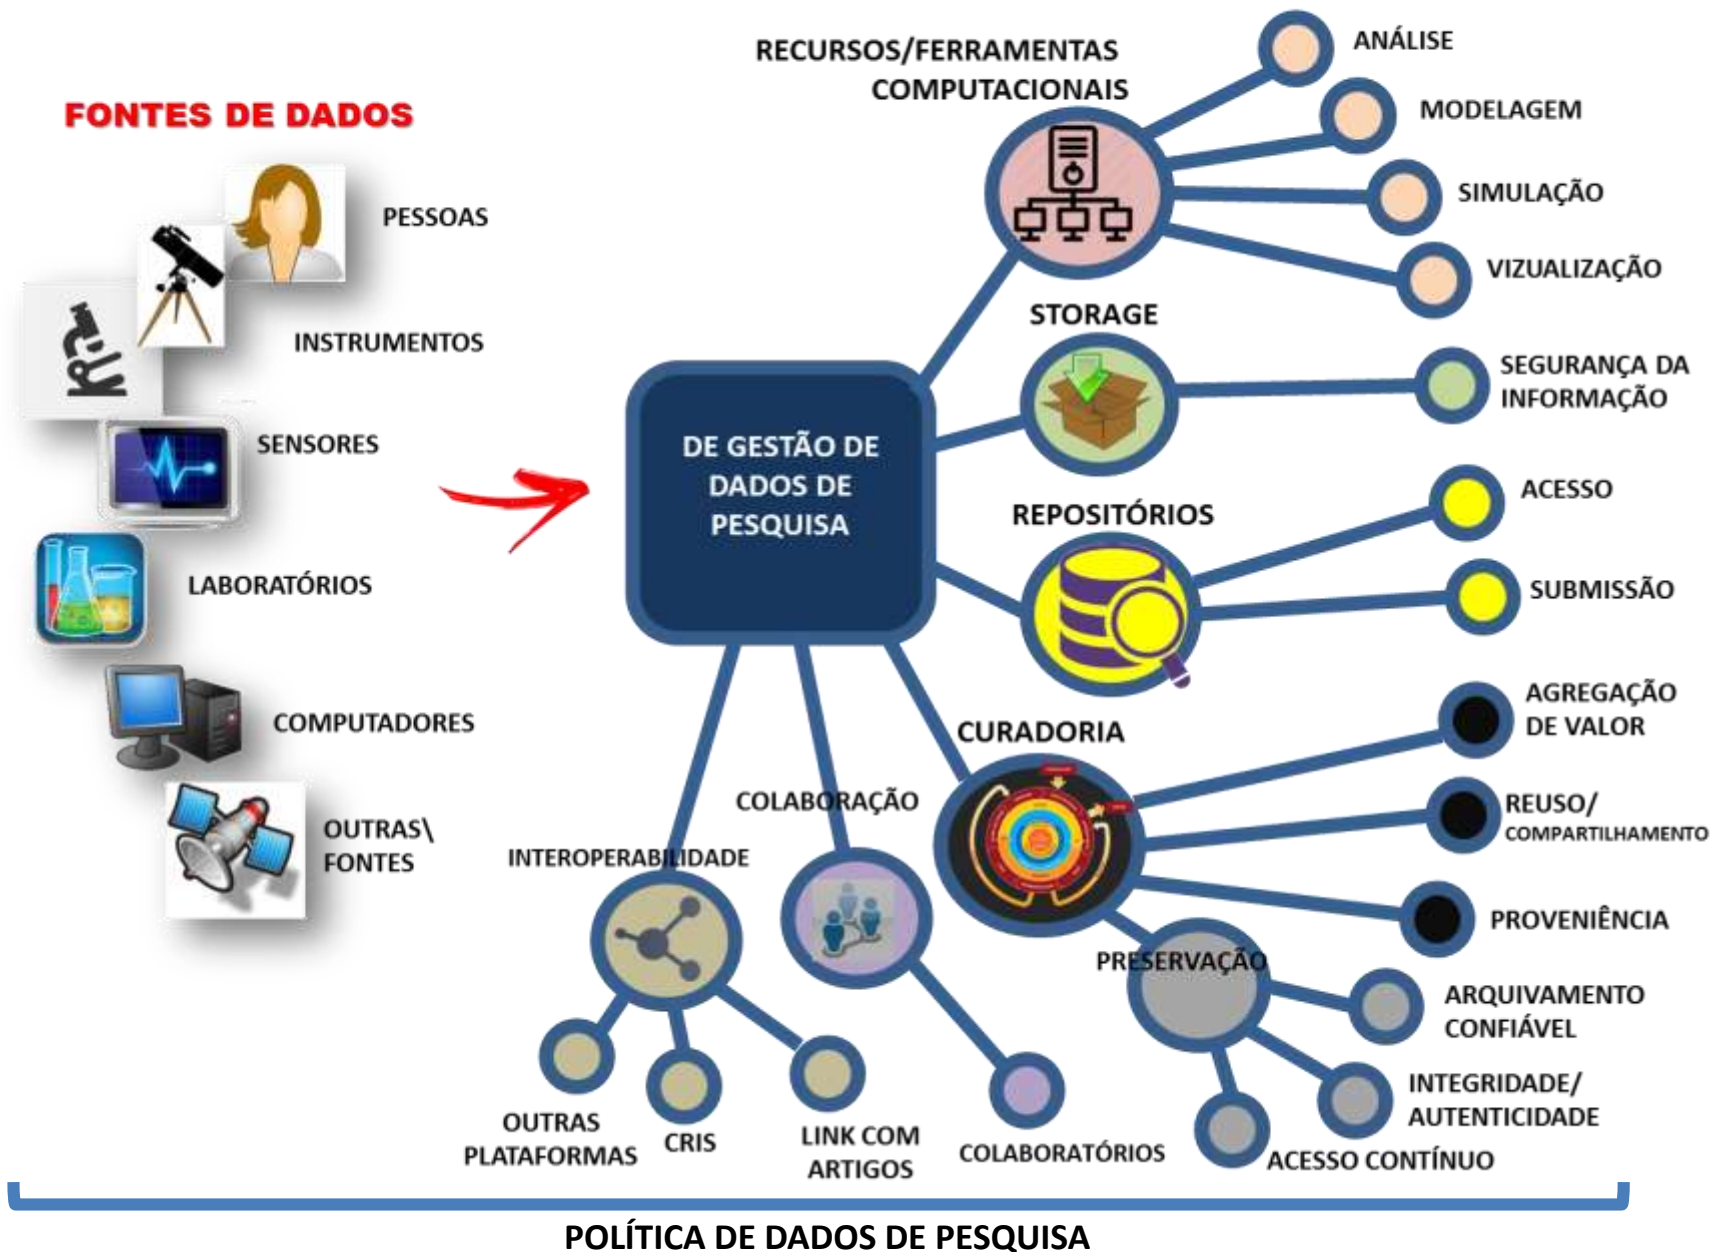 FONTES DE DADOS
PESSOAS
INSTRUMENTOS
SENSORES
LABORATÓRIOS
COMPUTADORES
OUTRAS\
FONTES
DE GESTÃO DE
DADOS DE
PESQUISA
RECURSOS/FERRAMENTAS
COMPUTACIONAIS
ANÁLISE
MODELAGEM
SIMULAÇÃO
VIZUALIZAÇÃO
STORAGE
SEGURANÇA DA
INFORMAÇÃO
REPOSITÓRIOS
ACESSO
SUBMISSÃO
CURADORIA
AGREGAÇÃO
DE VALOR
REUSO/
COMPARTILHAMENTO
PROVENIÊNCIA
PRESERVAÇÃO
ARQUIVAMENTO
CONFIÁVEL
INTEGRIDADE/
AUTENTICIDADE
ACESSO CONTÍNUO
COLABORAÇÃO
COLABORATÓRIOS
INTEROPERABILIDADE
OUTRAS
PLATAFORMAS
CRIS
LINK COM
ARTIGOS
POLÍTICA DE DADOS DE PESQUISA